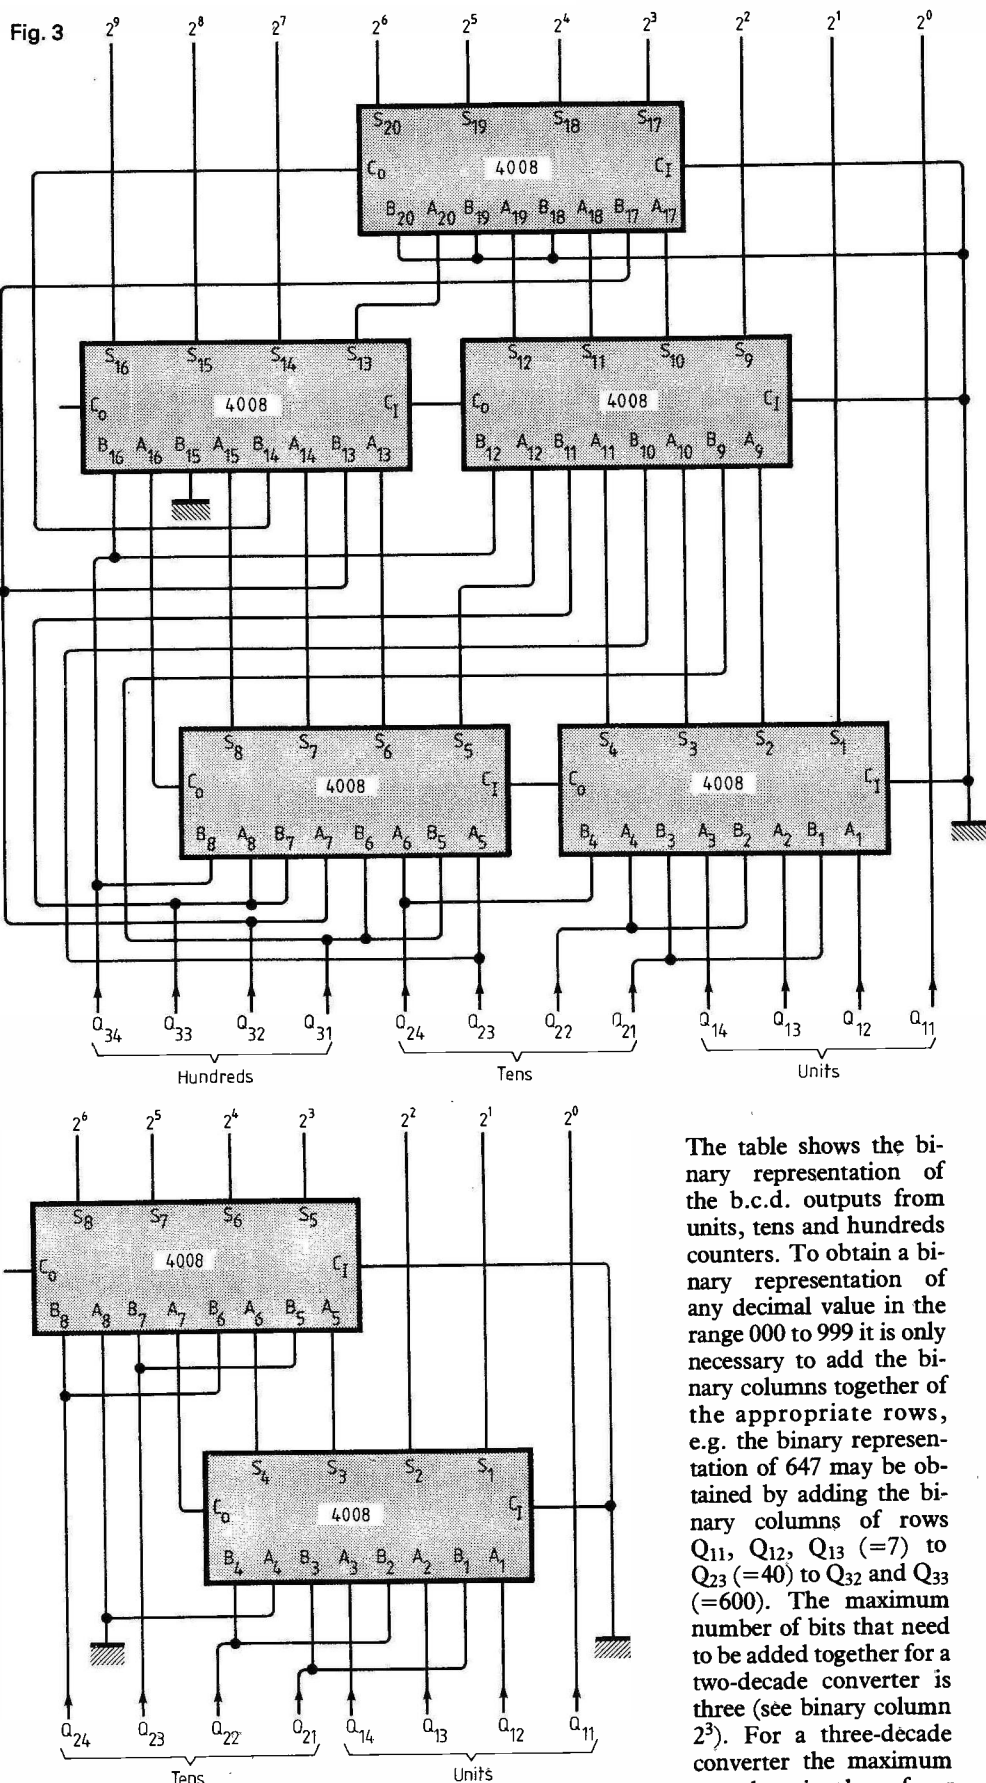 Fig. 3
2⁹ 2⁸ 2⁷ 2⁶ 2⁵ 2⁴ 2³ 2² 2¹ 2⁰
S₂₀ S₁₉ S₁₈ S₁₇
C₀ 4008 C_I
B₂₀ A₂₀ B₁₉ A₁₉ B₁₈ A₁₈ B₁₇ A₁₇
S₁₆ S₁₅ S₁₄ S₁₃
C₀ 4008 C_I
B₁₆ A₁₆ B₁₅ A₁₅ B₁₄ A₁₄ B₁₃ A₁₃
S₁₂ S₁₁ S₁₀ S₉
C₀ 4008 C_I
B₁₂ A₁₂ B₁₁ A₁₁ B₁₀ A₁₀ B₉ A₉
S₈ S₇ S₆ S₅
C₀ 4008 C_I
B₈ A₈ B₇ A₇ B₆ A₆ B₅ A₅
S₄ S₃ S₂ S₁
C₀ 4008 C_I
B₄ A₄ B₃ A₃ B₂ A₂ B₁ A₁
Q₃₄ Q₃₃ Q₃₂ Q₃₁ Q₂₄ Q₂₃ Q₂₂ Q₂₁ Q₁₄ Q₁₃ Q₁₂ Q₁₁
Hundreds Tens Units
2⁶ 2⁵ 2⁴ 2³ 2² 2¹ 2⁰
S₈ S₇ S₆ S₅
C₀ 4008 C_I
B₈ A₈ B₇ A₇ B₆ A₆ B₅ A₅
S₄ S₃ S₂ S₁
C₀ 4008 C_I
B₄ A₄ B₃ A₃ B₂ A₂ B₁ A₁
Q₂₄ Q₂₃ Q₂₂ Q₂₁ Q₁₄ Q₁₃ Q₁₂ Q₁₁
Tens Units
The table shows the bi-
nary representation of
the b.c.d. outputs from
units, tens and hundreds
counters. To obtain a bi-
nary representation of
any decimal value in the
range 000 to 999 it is only
necessary to add the bi-
nary columns together of
the appropriate rows,
e.g. the binary represen-
tation of 647 may be ob-
tained by adding the bi-
nary columns of rows
Q₁₁, Q₁₂, Q₁₃ (=7) to
Q₂₃ (=40) to Q₃₂ and Q₃₃
(=600). The maximum
number of bits that need
to be added together for a
two-decade converter is
three (see binary column
2³). For a three-decade
converter the maximum